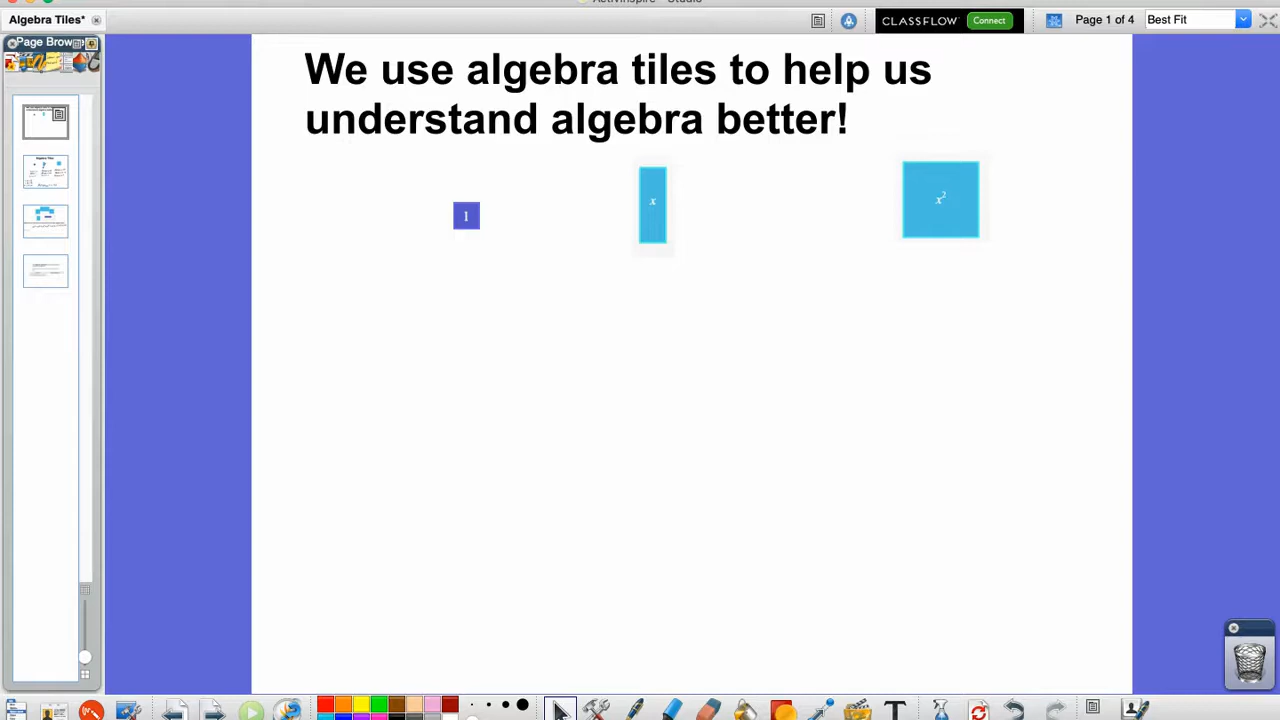 Algebra Tiles*
CLASSFLOW Connect
Page 1 of 4
Best Fit
Page Brow
We use algebra tiles to help us
understand algebra better!
1
x
x²
T